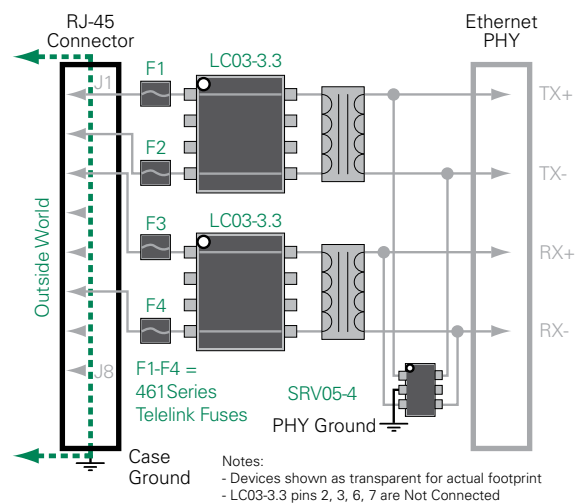 RJ-45
Connector
Ethernet
PHY
F1
LC03-3.3
J1
TX+
F2
TX-
F3
LC03-3.3
RX+
Outside World
F4
RX-
J8
F1-F4 =
461Series
Telelink Fuses
SRV05-4
PHY Ground
Case
Ground
Notes:
- Devices shown as transparent for actual footprint
- LC03-3.3 pins 2, 3, 6, 7 are Not Connected